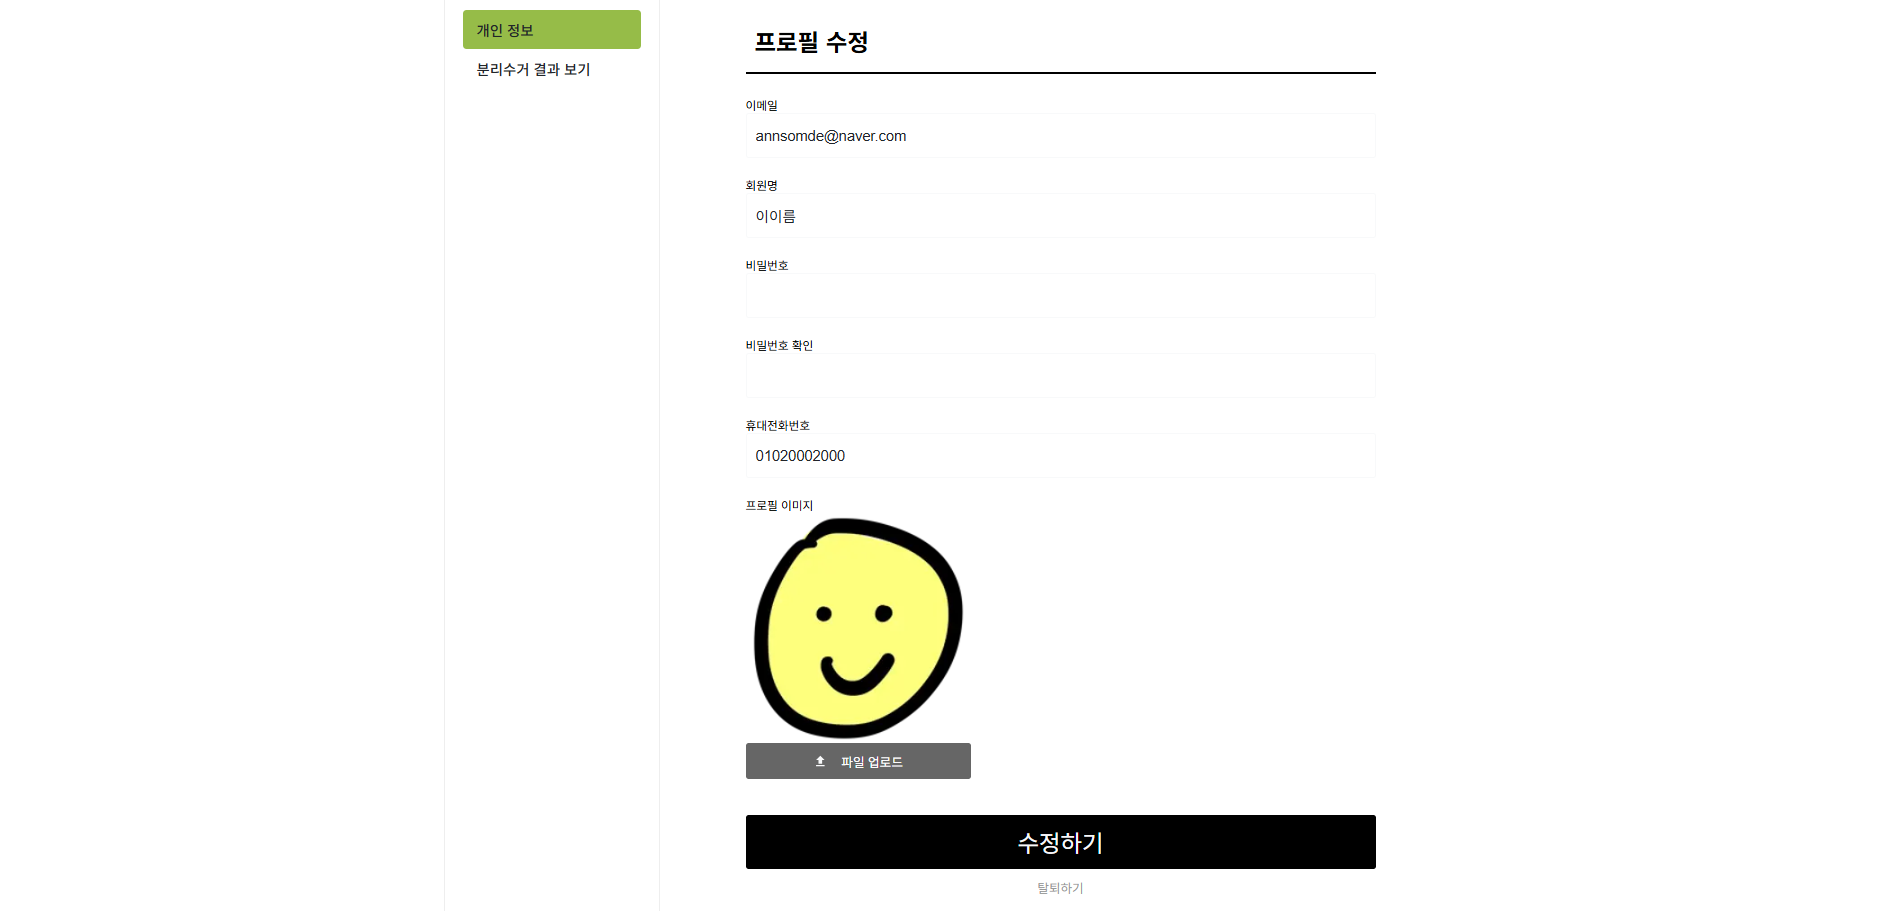 개인 정보
분리수거 결과 보기
프로필 수정
이메일
annsomde@naver.com
회원명
이이름
비밀번호
비밀번호 확인
휴대전화번호
01020002000
프로필 이미지
파일 업로드
수정하기
탈퇴하기